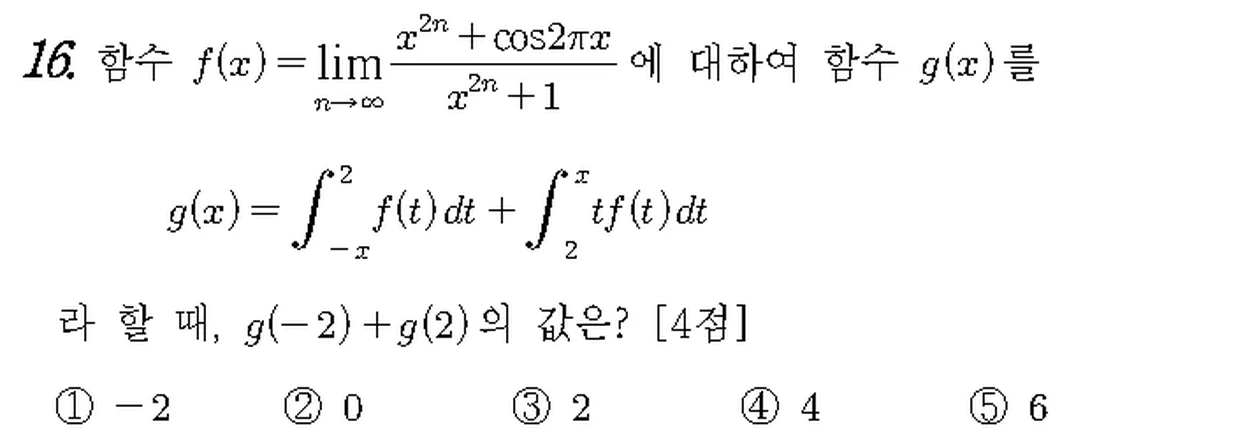 16. 함수 f(x)=lim_{n→∞} \frac{x^{2n}+cos2πx}{x^{2n}+1} 에 대하여 함수 g(x)를
g(x)=∫_{-x}^{2} f(t)dt+∫_{2}^{x} tf(t)dt
라 할 때, g(-2)+g(2)의 값은? [4점]
① -2 ② 0 ③ 2 ④ 4 ⑤ 6